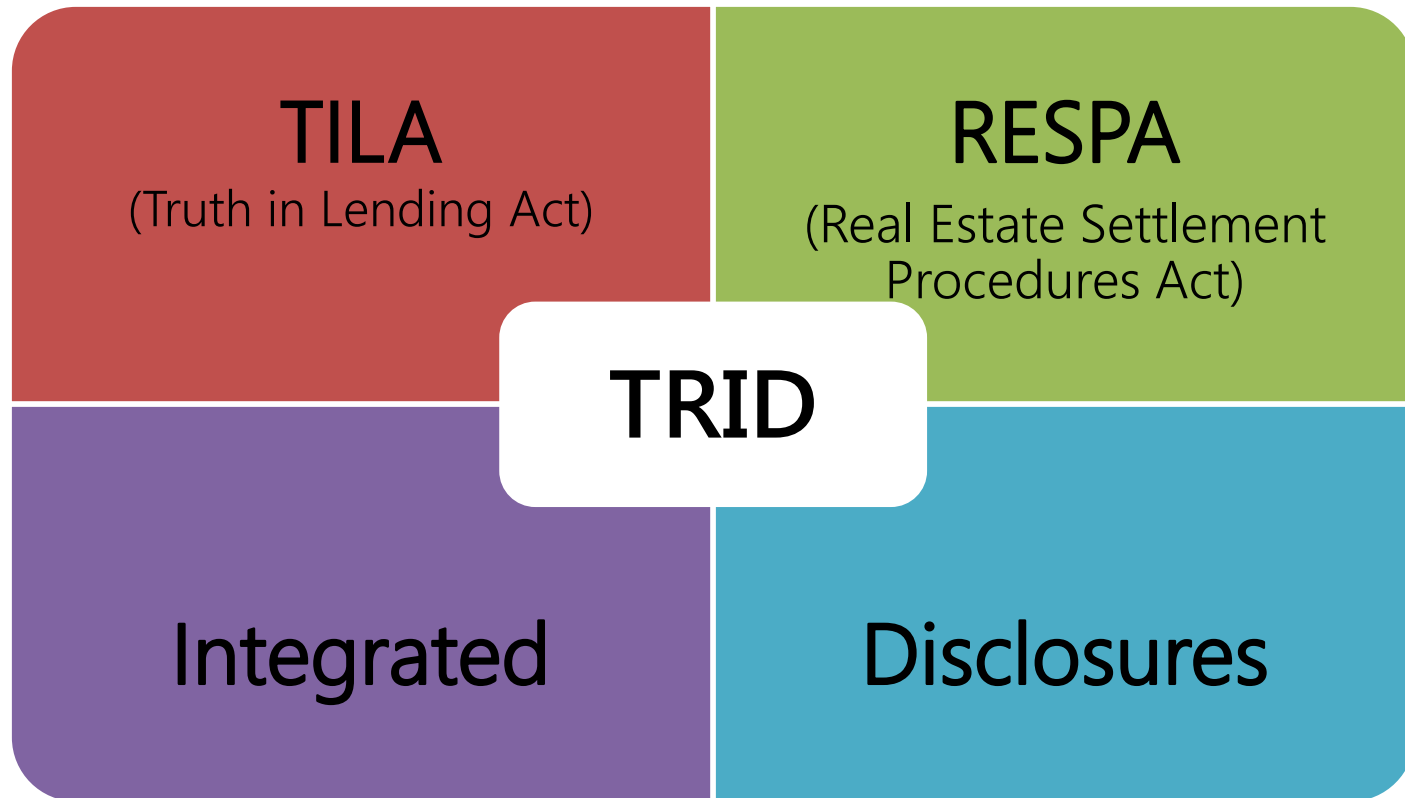 TILA
(Truth in Lending Act)
RESPA
(Real Estate Settlement
Procedures Act)
TRID
Integrated
Disclosures